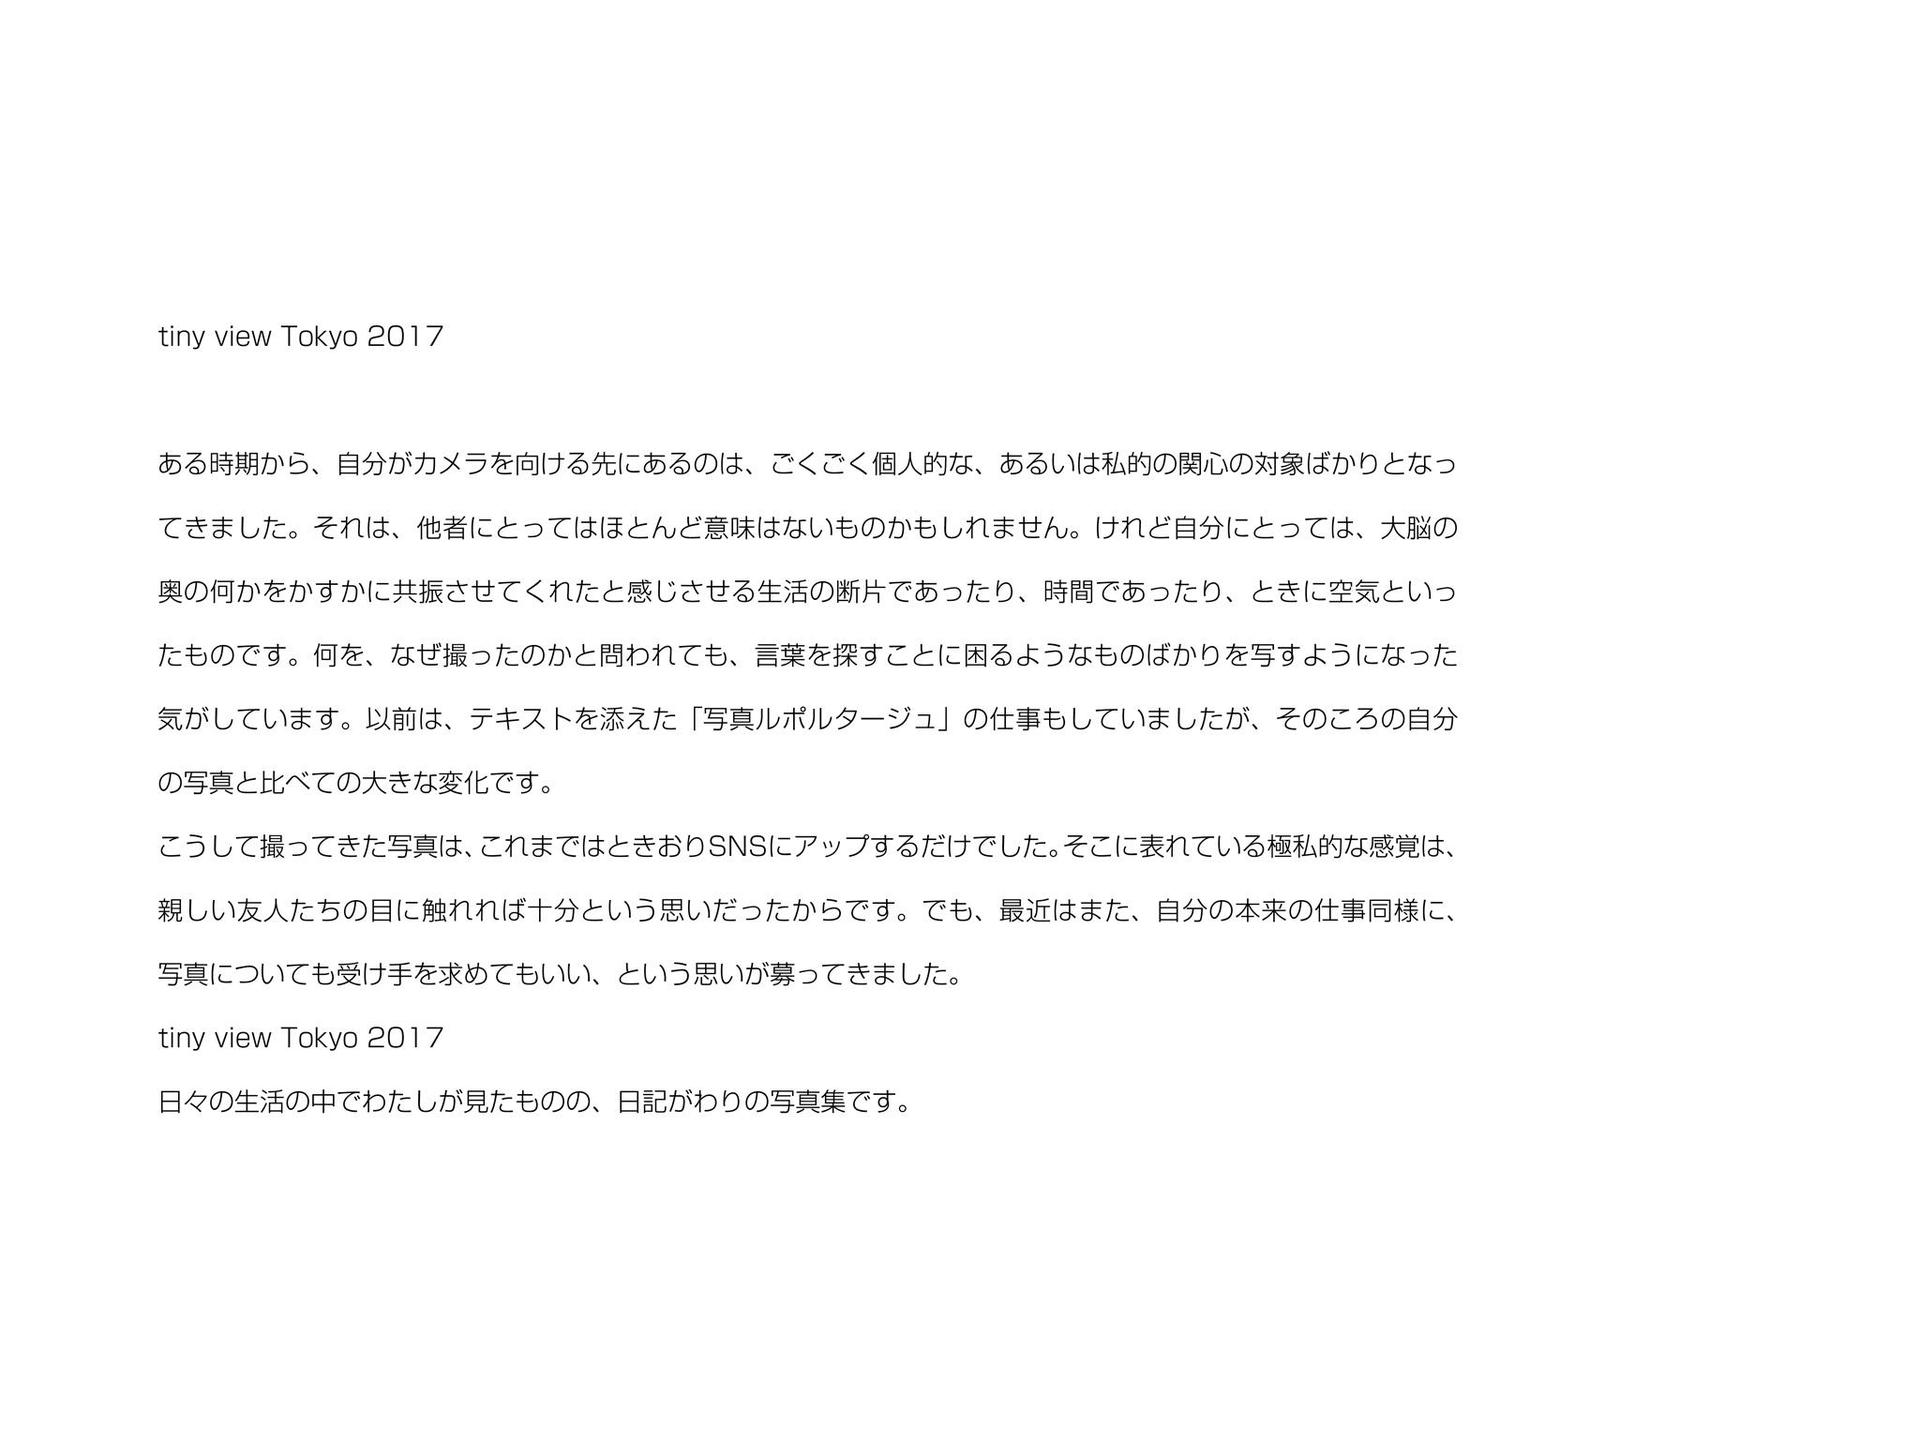 tiny view Tokyo 2017
ある時期から、自分がカメラを向ける先にあるのは、ごくごく個人的な、あるいは私的の関心の対象ばかりとなっ
てきました。それは、他者にとってはほとんど意味はないものかもしれません。けれど自分にとっては、大脳の
奥の何かをかすかに共振させてくれたと感じさせる生活の断片であったり、時間であったり、ときに空気といっ
たものです。何を、なぜ撮ったのかと問われても、言葉を探すことに困るようなものばかりを写すようになった
気がしています。以前は、テキストを添えた「写真ルポルタージュ」の仕事もしていましたが、そのころの自分
の写真と比べての大きな変化です。
こうして撮ってきた写真は、これまではときおりSNSにアップするだけでした。そこに表れている極私的な感覚は、
親しい友人たちの目に触れれば十分という思いだったからです。でも、最近はまた、自分の本来の仕事同様に、
写真についても受け手を求めてもいい、という思いが募ってきました。
tiny view Tokyo 2017
日々の生活の中でわたしが見たものの、日記がわりの写真集です。